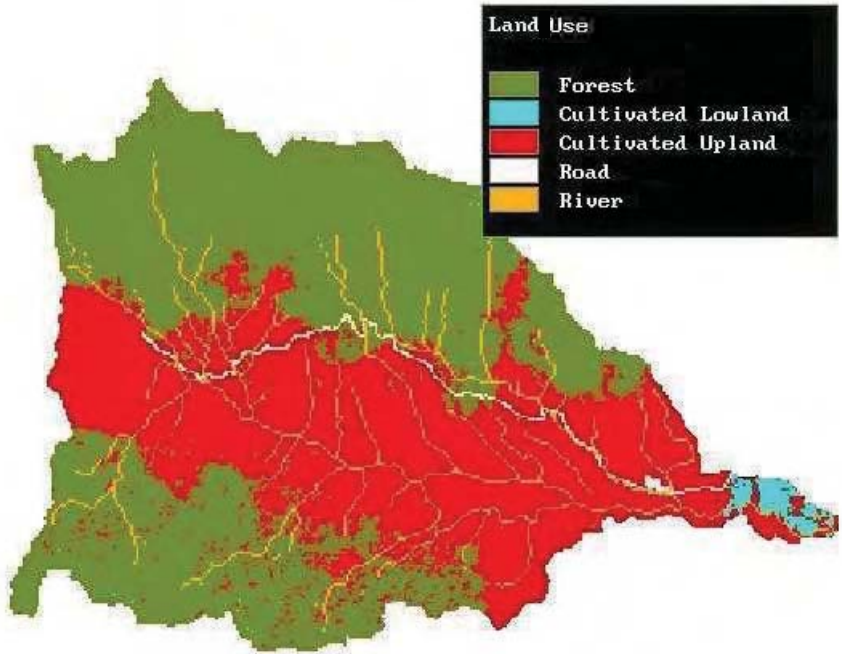 Land Use
Forest
Cultivated Lowland
Cultivated Upland
Road
River